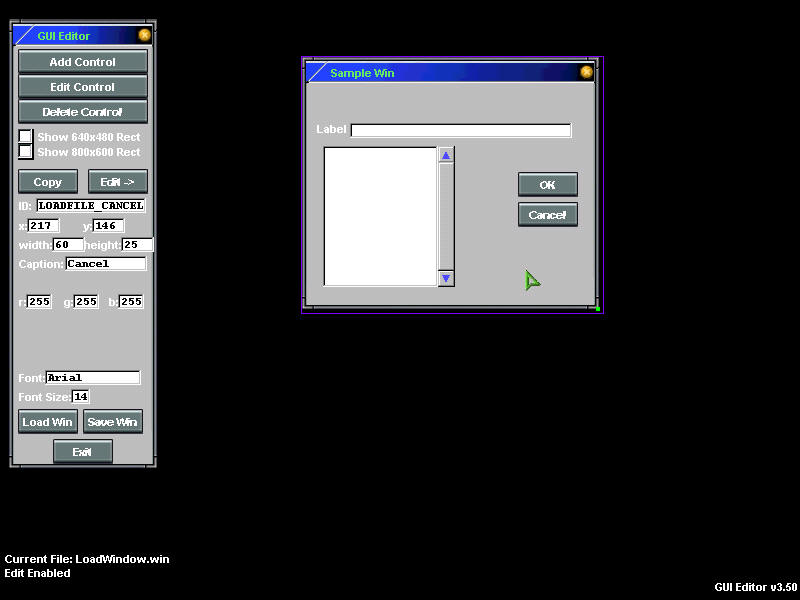 GUI Editor
Add Control
Edit Control
Delete Control
Show 640x480 Rect
Show 800x600 Rect
Copy Edit ->
ID: LOADFILE_CANCEL
x: 217 y: 146
width: 60 height: 25
Caption: Cancel
r: 255 g: 255 b: 255
Font: Arial
Font Size: 14
Load Win Save Win
Exit
Sample Win
Label
OK
Cancel
Current File: LoadWindow.win
Edit Enabled
GUI Editor v3.50